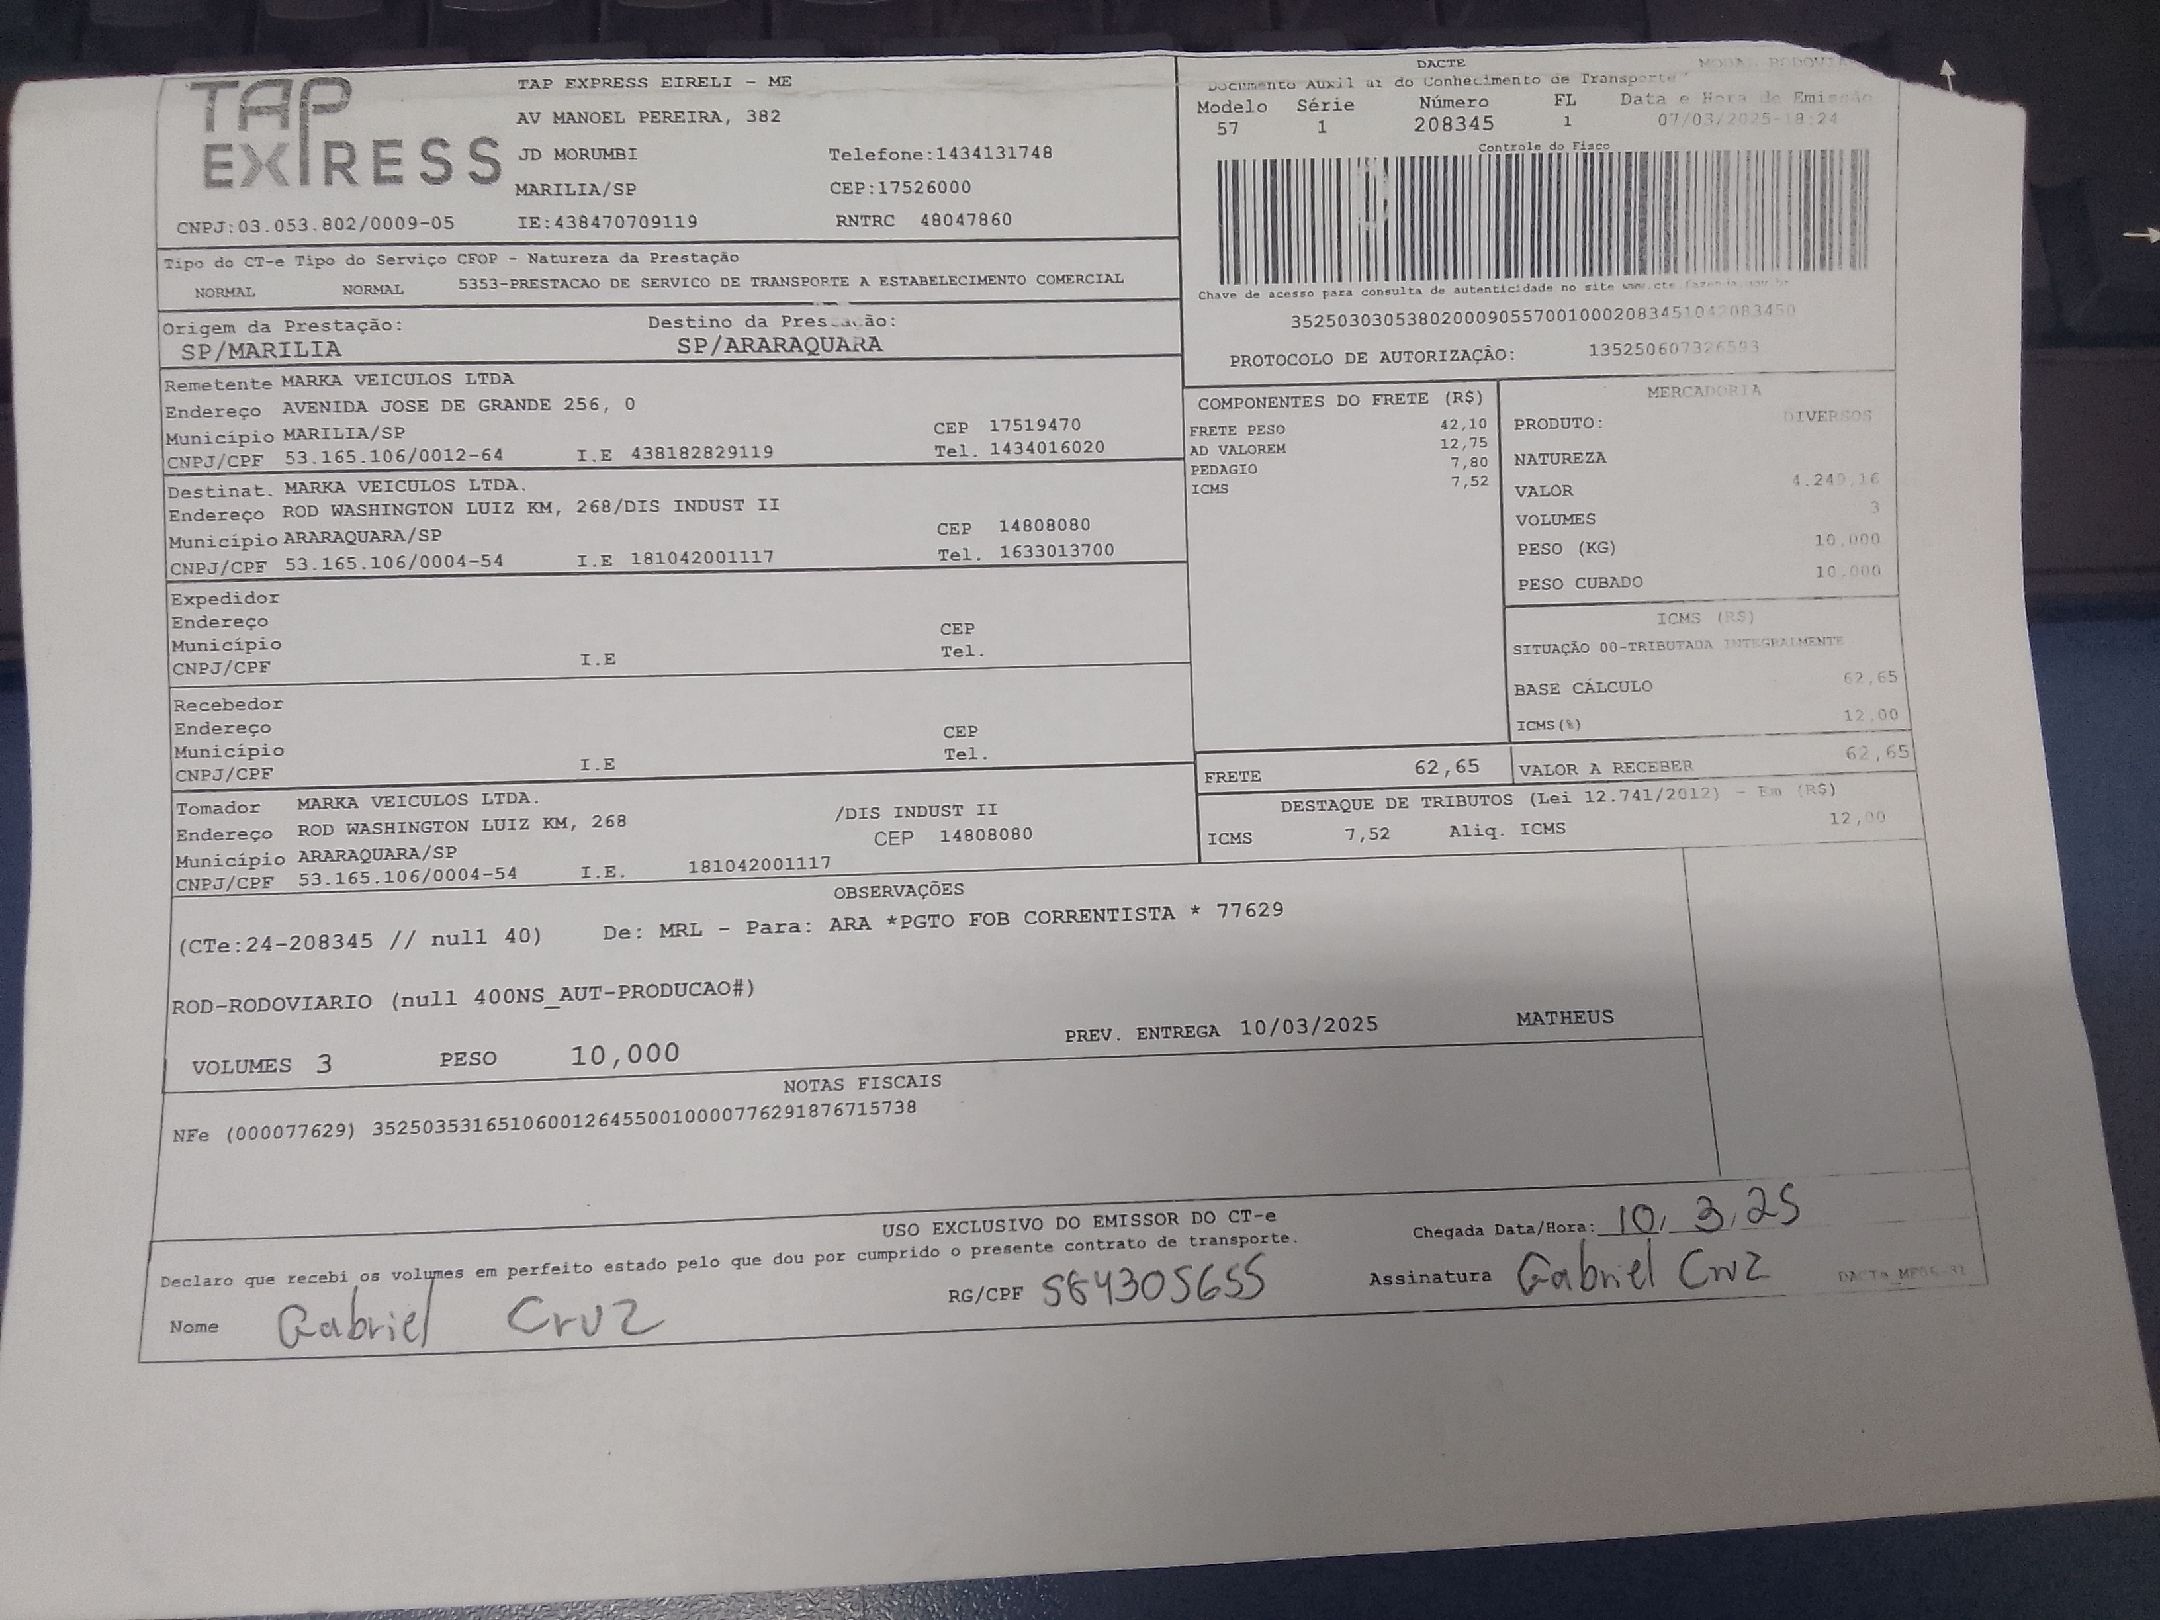 TAP EXPRESS
TAP EXPRESS EIRELI - ME
AV MANOEL PEREIRA, 382
JD MORUMBI Telefone:1434131748
MARILIA/SP CEP:17526000
CNPJ:03.053.802/0009-05 IE:438470709119 RNTRC 48047860
DACTE MODAL RODOVI
Documento Auxil ar do Conhecimento de Transporte
Modelo Série Número FL Data e Hora de Emissão
57 1 208345 1 07/03/2025-18:24
Controle do Fisco
Chave de acesso para consulta de autenticidade no site www.cte.fazenda.gov.br
35250303053802000905570010002083451042083450
PROTOCOLO DE AUTORIZAÇÃO: 135250607326593
Tipo do CT-e Tipo do Serviço CFOP - Natureza da Prestação
NORMAL NORMAL 5353-PRESTACAO DE SERVICO DE TRANSPORTE A ESTABELECIMENTO COMERCIAL
Origem da Prestação: Destino da Prestação:
SP/MARILIA SP/ARARAQUARA
Remetente MARKA VEICULOS LTDA
Endereço AVENIDA JOSE DE GRANDE 256, 0
Município MARILIA/SP CEP 17519470
CNPJ/CPF 53.165.106/0012-64 I.E 438182829119 Tel. 1434016020
Destinat. MARKA VEICULOS LTDA.
Endereço ROD WASHINGTON LUIZ KM, 268/DIS INDUST II
Município ARARAQUARA/SP CEP 14808080
CNPJ/CPF 53.165.106/0004-54 I.E 181042001117 Tel. 1633013700
Expedidor
Endereço
Município CEP
CNPJ/CPF I.E Tel.
Recebedor
Endereço
Município CEP
CNPJ/CPF I.E Tel.
Tomador MARKA VEICULOS LTDA.
Endereço ROD WASHINGTON LUIZ KM, 268 /DIS INDUST II
Município ARARAQUARA/SP CEP 14808080
CNPJ/CPF 53.165.106/0004-54 I.E. 181042001117
COMPONENTES DO FRETE (R$)
FRETE PESO 42,10
AD VALOREM 12,75
PEDAGIO 7,80
ICMS 7,52
MERCADORIA
PRODUTO: DIVERSOS
NATUREZA
VALOR 4.249,16
VOLUMES 3
PESO (KG) 10,000
PESO CUBADO 10,000
ICMS (R$)
SITUAÇÃO 00-TRIBUTADA INTEGRALMENTE
BASE CÁLCULO 62,65
ICMS(%) 12,00
FRETE 62,65 VALOR A RECEBER 62,65
DESTAQUE DE TRIBUTOS (Lei 12.741/2012) - Em (R$)
ICMS 7,52 Aliq. ICMS 12,00
OBSERVAÇÕES
(CTe:24-208345 // null 40) De: MRL - Para: ARA *PGTO FOB CORRENTISTA * 77629
ROD-RODOVIARIO (null 400NS_AUT-PRODUCAO#)
VOLUMES 3 PESO 10,000 PREV. ENTREGA 10/03/2025 MATHEUS
NOTAS FISCAIS
NFe (000077629) 35250353165106001264550010000776291876715738
USO EXCLUSIVO DO EMISSOR DO CT-e
Declaro que recebi os volumes em perfeito estado pelo que dou por cumprido o presente contrato de transporte.
Chegada Data/Hora: 10, 3, 25
Nome Gabriel Cruz RG/CPF 564305655 Assinatura Gabriel Cruz